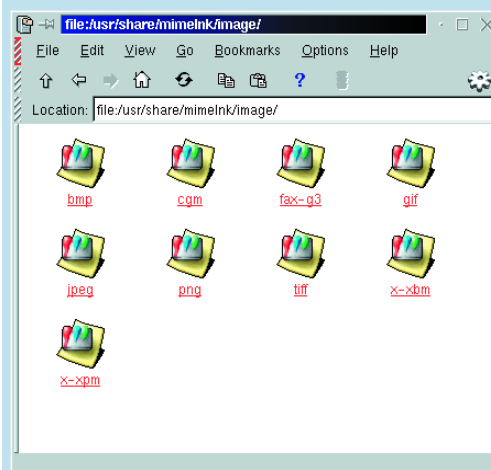 file:/usr/share/mimelnk/image/
File Edit View Go Bookmarks Options Help
?
Location: file:/usr/share/mimelnk/image/
bmp cgm fax-g3 gif
jpeg png tiff x-xbm
x-xpm